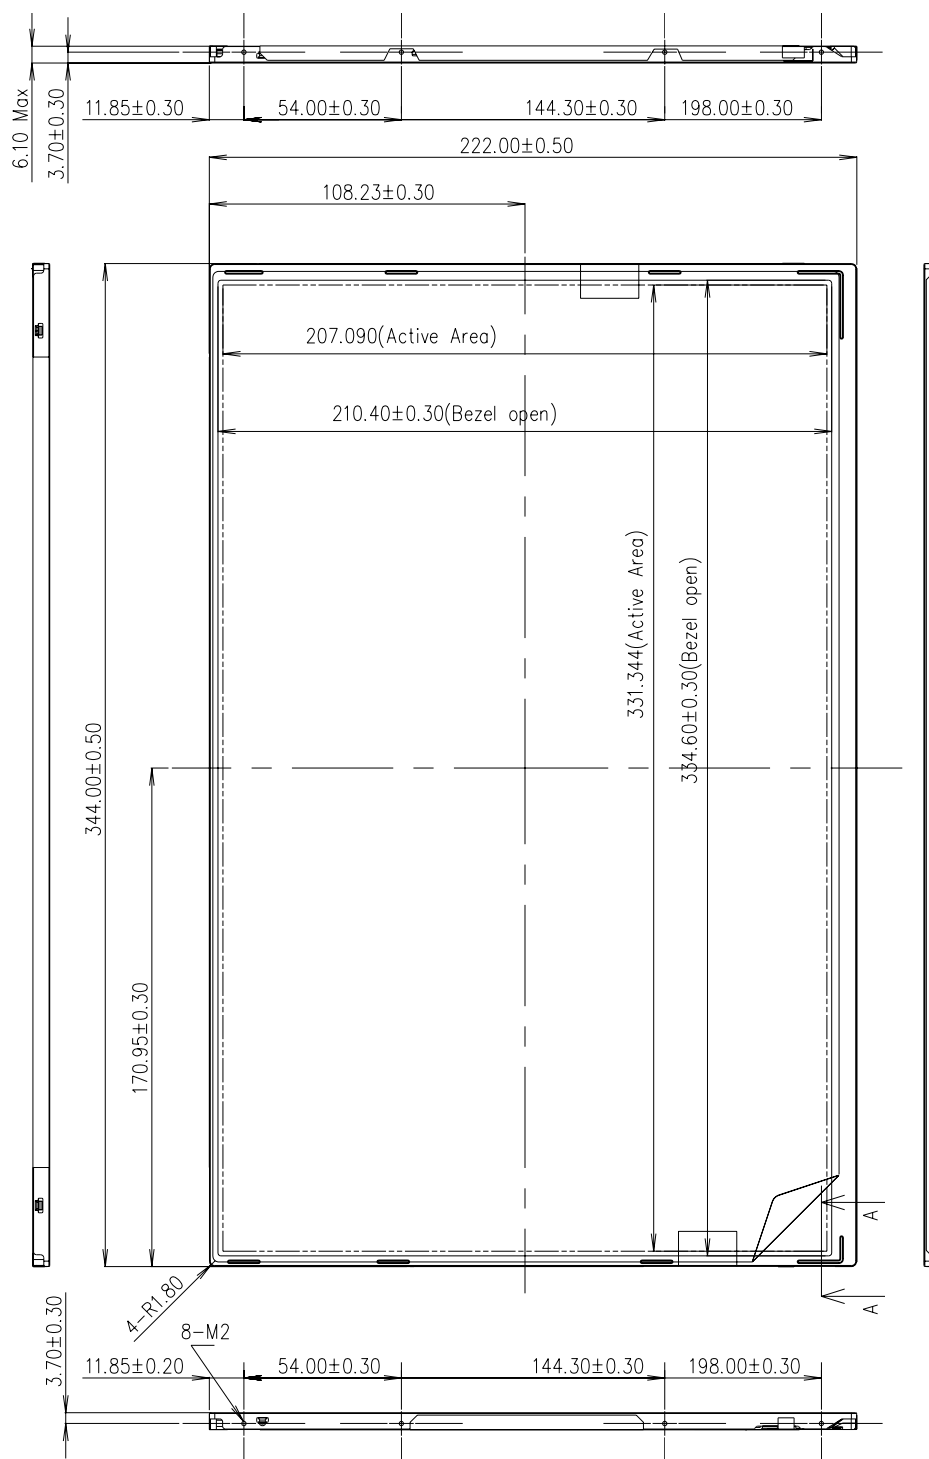 6.10 Max
3.70±0.30
11.85±0.30
54.00±0.30
144.30±0.30
198.00±0.30
222.00±0.50
108.23±0.30
207.090(Active Area)
210.40±0.30(Bezel open)
331.344(Active Area)
334.60±0.30(Bezel open)
344.00±0.50
170.95±0.30
A
A
4-R1.80
8-M2
3.70±0.30
11.85±0.20
54.00±0.30
144.30±0.30
198.00±0.30